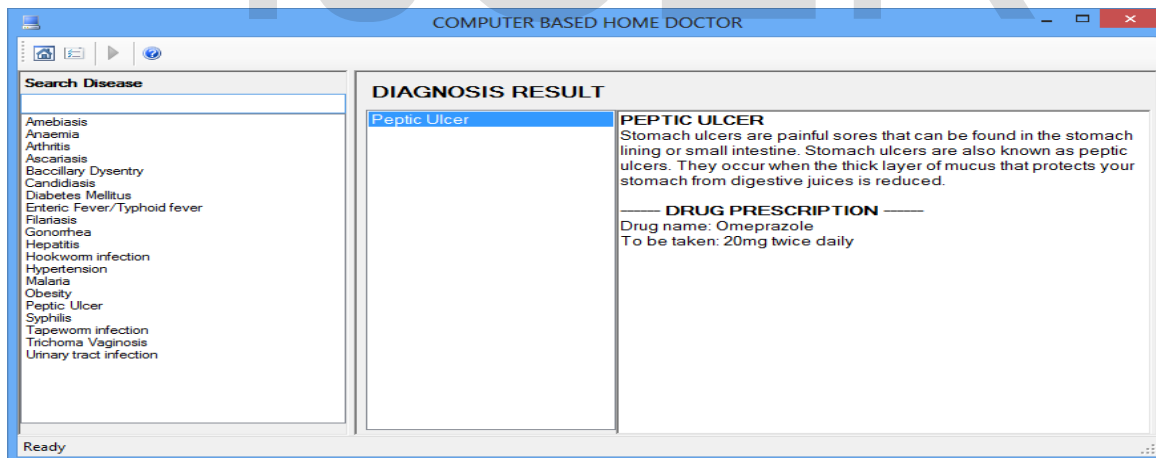 COMPUTER BASED HOME DOCTOR
Search Disease
Amebiasis
Anaemia
Arthritis
Ascariasis
Baccillary Dysentry
Candidiasis
Diabetes Mellitus
Enteric Fever/Typhoid fever
Filariasis
Gonorrhea
Hepatitis
Hookworm infection
Hypertension
Malaria
Obesity
Peptic Ulcer
Syphilis
Tapeworm infection
Trichoma Vaginosis
Urinary tract infection
DIAGNOSIS RESULT
Peptic Ulcer
PEPTIC ULCER
Stomach ulcers are painful sores that can be found in the stomach
lining or small intestine. Stomach ulcers are also known as peptic
ulcers. They occur when the thick layer of mucus that protects your
stomach from digestive juices is reduced.
------ DRUG PRESCRIPTION ------
Drug name: Omeprazole
To be taken: 20mg twice daily
Ready